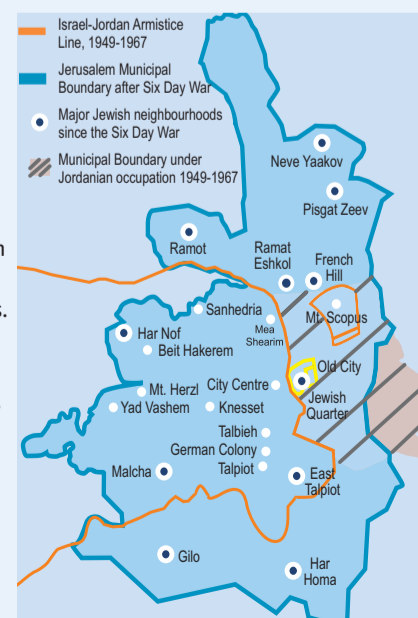 Israel-Jordan Armistice
Line, 1949-1967
Jerusalem Municipal
Boundary after Six Day War
Major Jewish neighbourhoods
since the Six Day War
Municipal Boundary under
Jordanian occupation 1949-1967
Neve Yaakov
Pisgat Zeev
Ramot
Ramat
Eshkol
French
Hill
Sanhedria
Mt. Scopus
Mea
Shearim
Har Nof
Beit Hakerem
Old City
Mt. Herzl
City Centre
Jewish
Quarter
Yad Vashem
Knesset
Talbieh
German Colony
Talpiot
Malcha
East
Talpiot
Gilo
Har
Homa